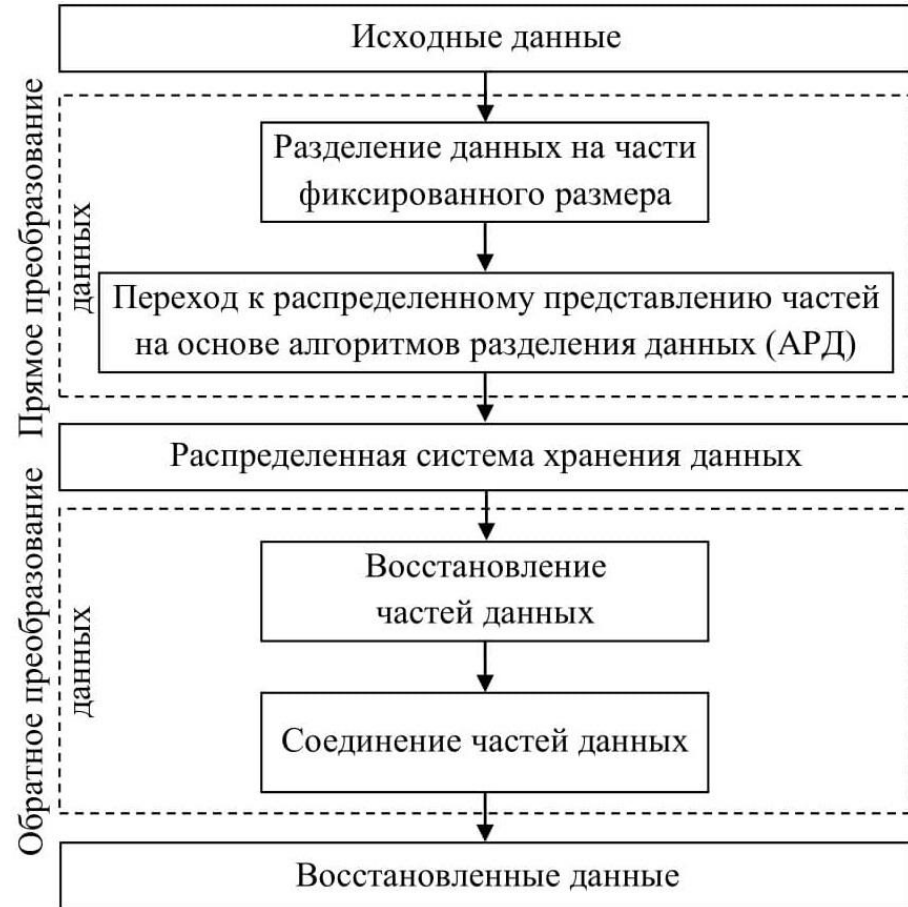 Исходные данные
Прямое преобразование
данных
Разделение данных на части
фиксированного размера
Переход к распределенному представлению частей
на основе алгоритмов разделения данных (АРД)
Распределенная система хранения данных
Обратное преобразование
данных
Восстановление
частей данных
Соединение частей данных
Восстановленные данные